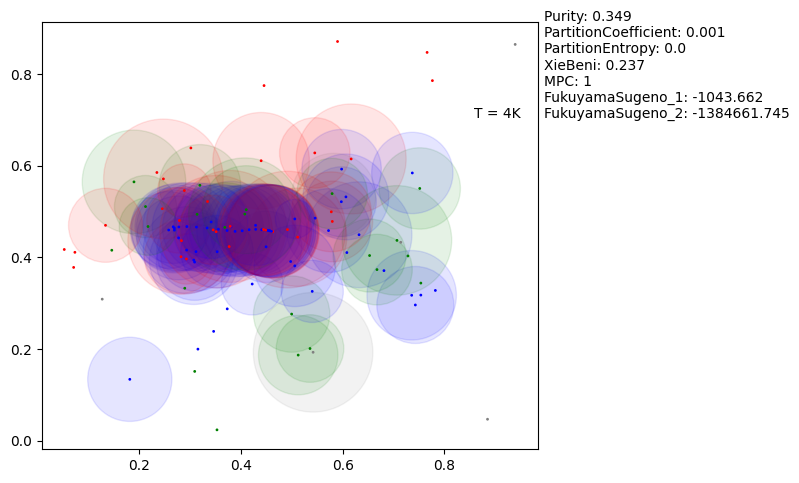 Purity: 0.349
PartitionCoefficient: 0.001
PartitionEntropy: 0.0
XieBeni: 0.237
MPC: 1
FukuyamaSugeno_1: -1043.662
FukuyamaSugeno_2: -1384661.745
T = 4K
0.8
0.6
0.4
0.2
0.0
0.2 0.4 0.6 0.8